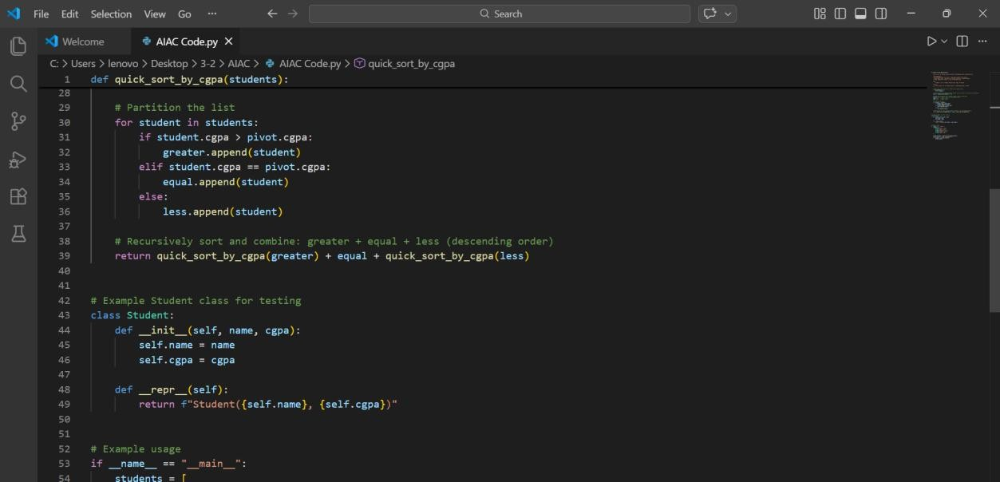 File Edit Selection View Go ··· Search
Welcome AIAC Code.py
C: > Users > lenovo > Desktop > 3-2 > AIAC > AIAC Code.py > quick_sort_by_cgpa
1 def quick_sort_by_cgpa(students):
28
29     # Partition the list
30     for student in students:
31         if student.cgpa > pivot.cgpa:
32             greater.append(student)
33         elif student.cgpa == pivot.cgpa:
34             equal.append(student)
35         else:
36             less.append(student)
37
38     # Recursively sort and combine: greater + equal + less (descending order)
39     return quick_sort_by_cgpa(greater) + equal + quick_sort_by_cgpa(less)
40
41
42 # Example Student class for testing
43 class Student:
44     def __init__(self, name, cgpa):
45         self.name = name
46         self.cgpa = cgpa
47
48     def __repr__(self):
49         return f"Student({self.name}, {self.cgpa})"
50
51
52 # Example usage
53 if __name__ == "__main__":
54     students = [